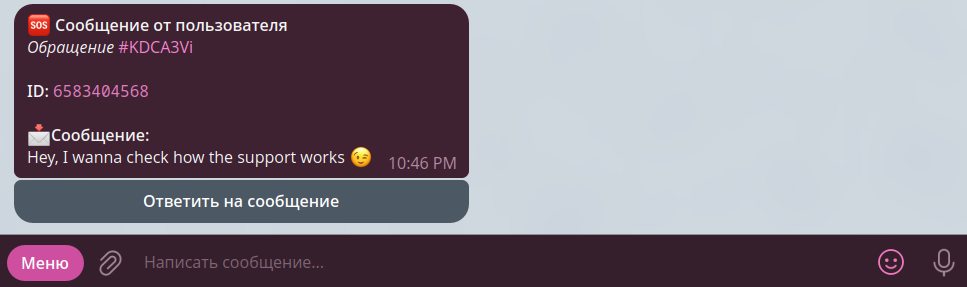 🆘 Сообщение от пользователя
Обращение #KDCA3Vi
ID: 6583404568
📩Сообщение:
Hey, I wanna check how the support works 😉 10:46 PM
Ответить на сообщение
Меню Написать сообщение...